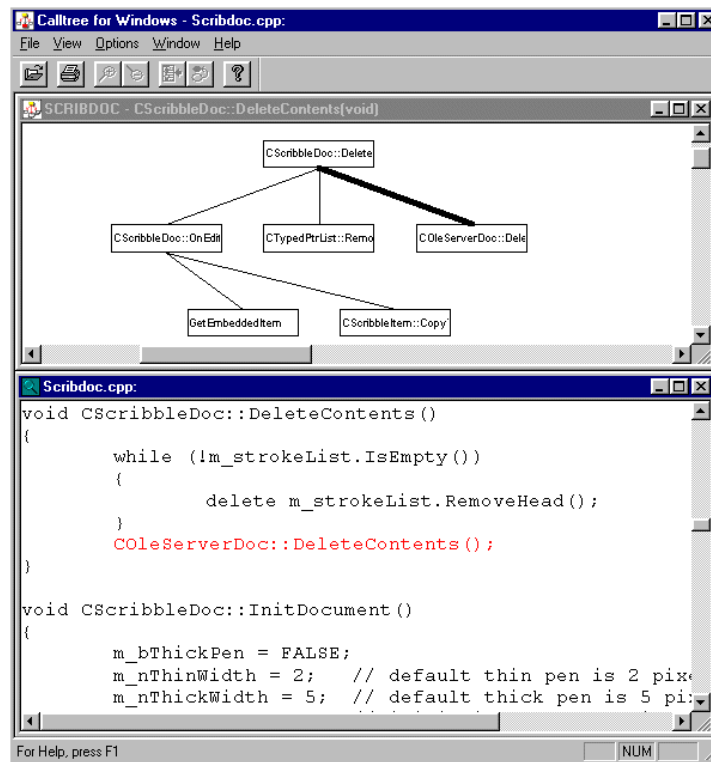 Calltree for Windows - Scribdoc.cpp:
File View Options Window Help
SCRIBDOC - CScribbleDoc::DeleteContents(void)
CScribbleDoc::Delete
CScribbleDoc::OnEdit CTypedPtrList::Remo COleServerDoc::Dele
GetEmbeddedItem CScribbleItem::CopyT
Scribdoc.cpp:
void CScribbleDoc::DeleteContents()
{
while (!m_strokeList.IsEmpty())
{
delete m_strokeList.RemoveHead();
}
COleServerDoc::DeleteContents();
}
void CScribbleDoc::InitDocument()
{
m_bThickPen = FALSE;
m_nThinWidth = 2; // default thin pen is 2 pixe
m_nThickWidth = 5; // default thick pen is 5 pi
For Help, press F1 NUM